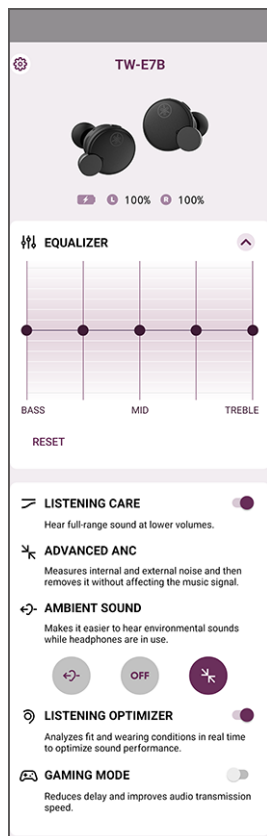 TW-E7B
L 100% R 100%
EQUALIZER
BASS MID TREBLE
RESET
LISTENING CARE
Hear full-range sound at lower volumes.
ADVANCED ANC
Measures internal and external noise and then
removes it without affecting the music signal.
AMBIENT SOUND
Makes it easier to hear environmental sounds
while headphones are in use.
OFF
LISTENING OPTIMIZER
Analyzes fit and wearing conditions in real time
to optimize sound performance.
GAMING MODE
Reduces delay and improves audio transmission
speed.